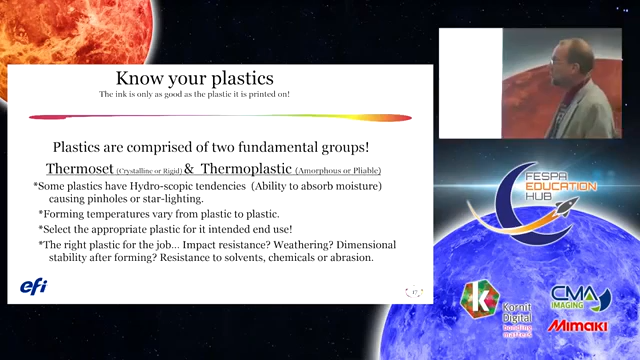 Know your plastics
The ink is only as good as the plastic it is printed on!
Plastics are comprised of two fundamental groups!
Thermoset (Crystalline or Rigid) & Thermoplastic (Amorphous or Pliable)
*Some plastics have Hydro-scopic tendencies (Ability to absorb moisture)
causing pinholes or star-lighting.
*Forming temperatures vary from plastic to plastic.
*Select the appropriate plastic for it intended end use!
*The right plastic for the job... Impact resistance? Weathering? Dimensional
stability after forming? Resistance to solvents, chemicals or abrasion.
efi
FESPA
EDUCATION
HUB
K
Kornit
Digital
bonding
matters
CMA
IMAGING
Mimaki